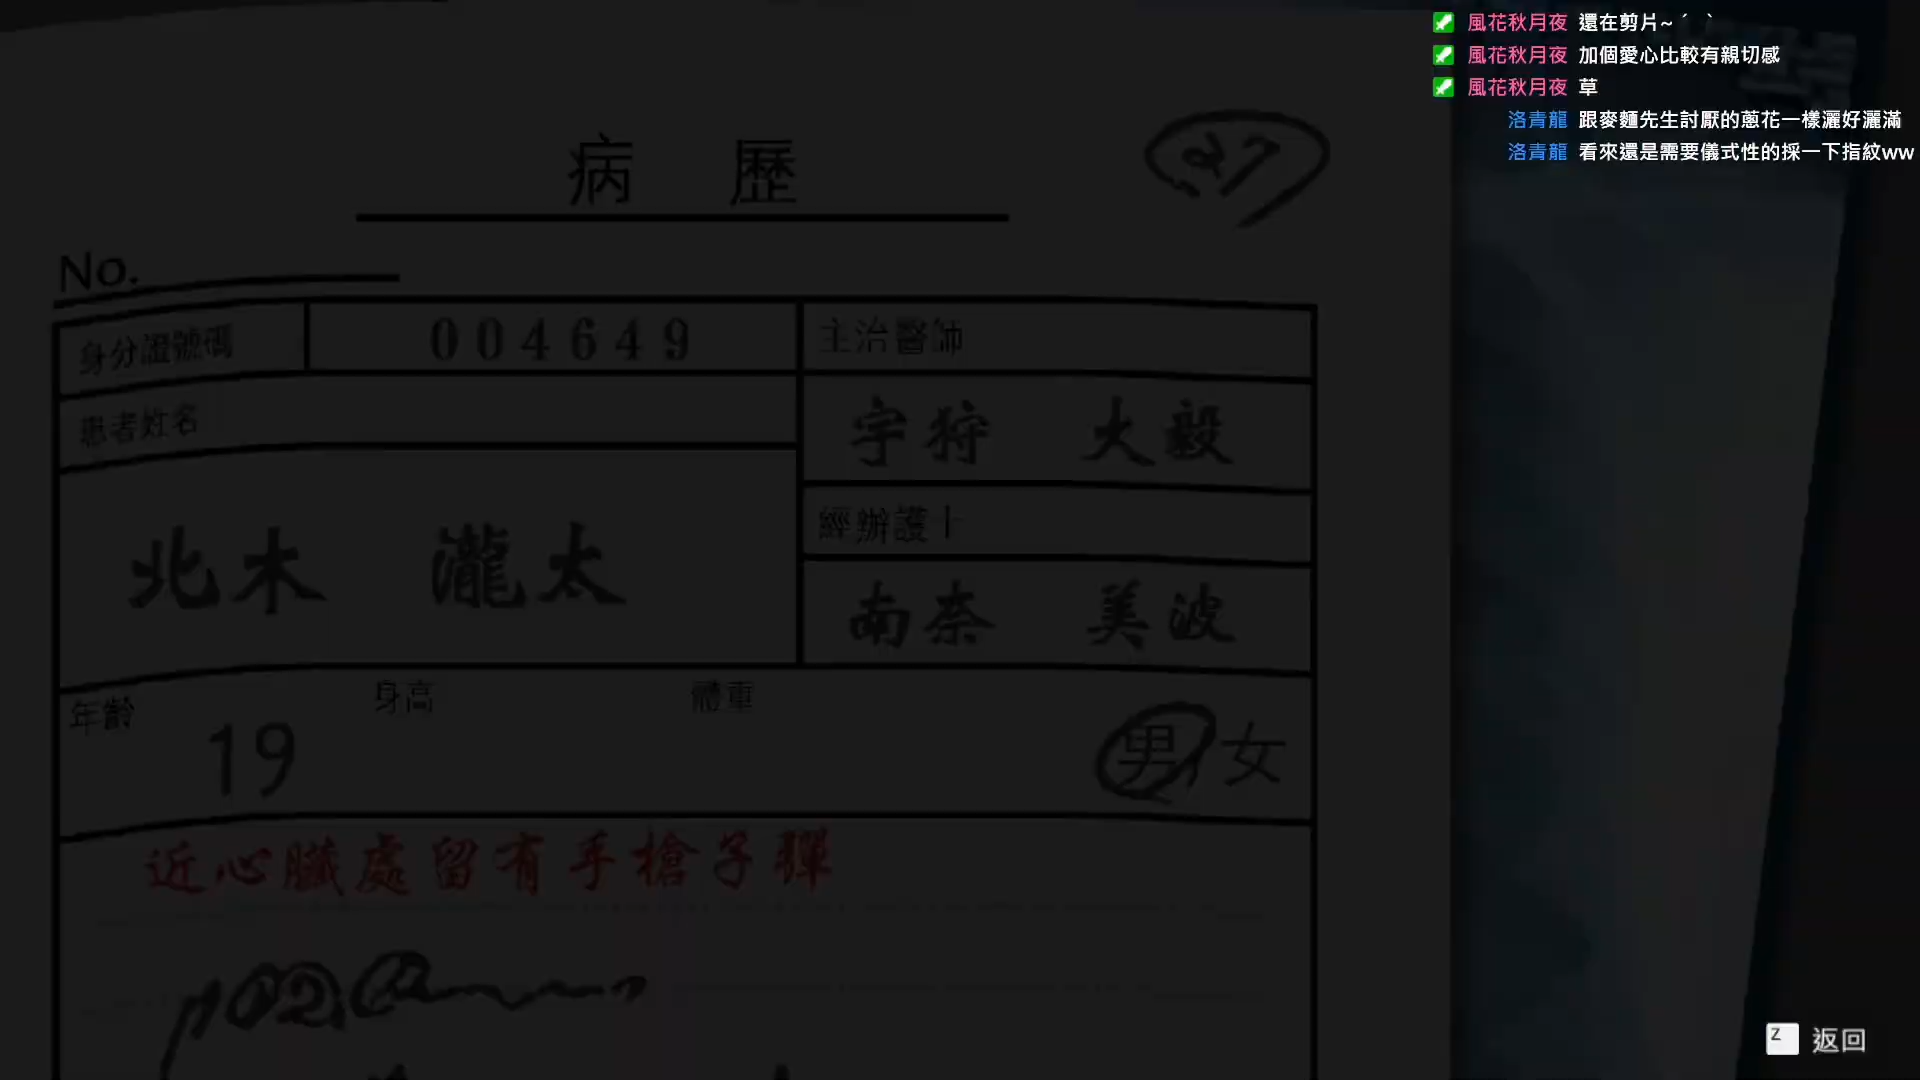 風花秋月夜 還在剪片~ˊ ˋ
風花秋月夜 加個愛心比較有親切感
風花秋月夜 草
洛青龍 跟麥麵先生討厭的蔥花一樣灑好灑滿
洛青龍 看來還是需要儀式性的採一下指紋ww
病 歷
No.
身分證號碼 004649 主治醫師
患者姓名
宇狩 大毅
經辦護士
北木 瀧太
南奈 美波
年齡 19 身高 體重 男 女
近心臟處留有手槍子彈
Z 返回